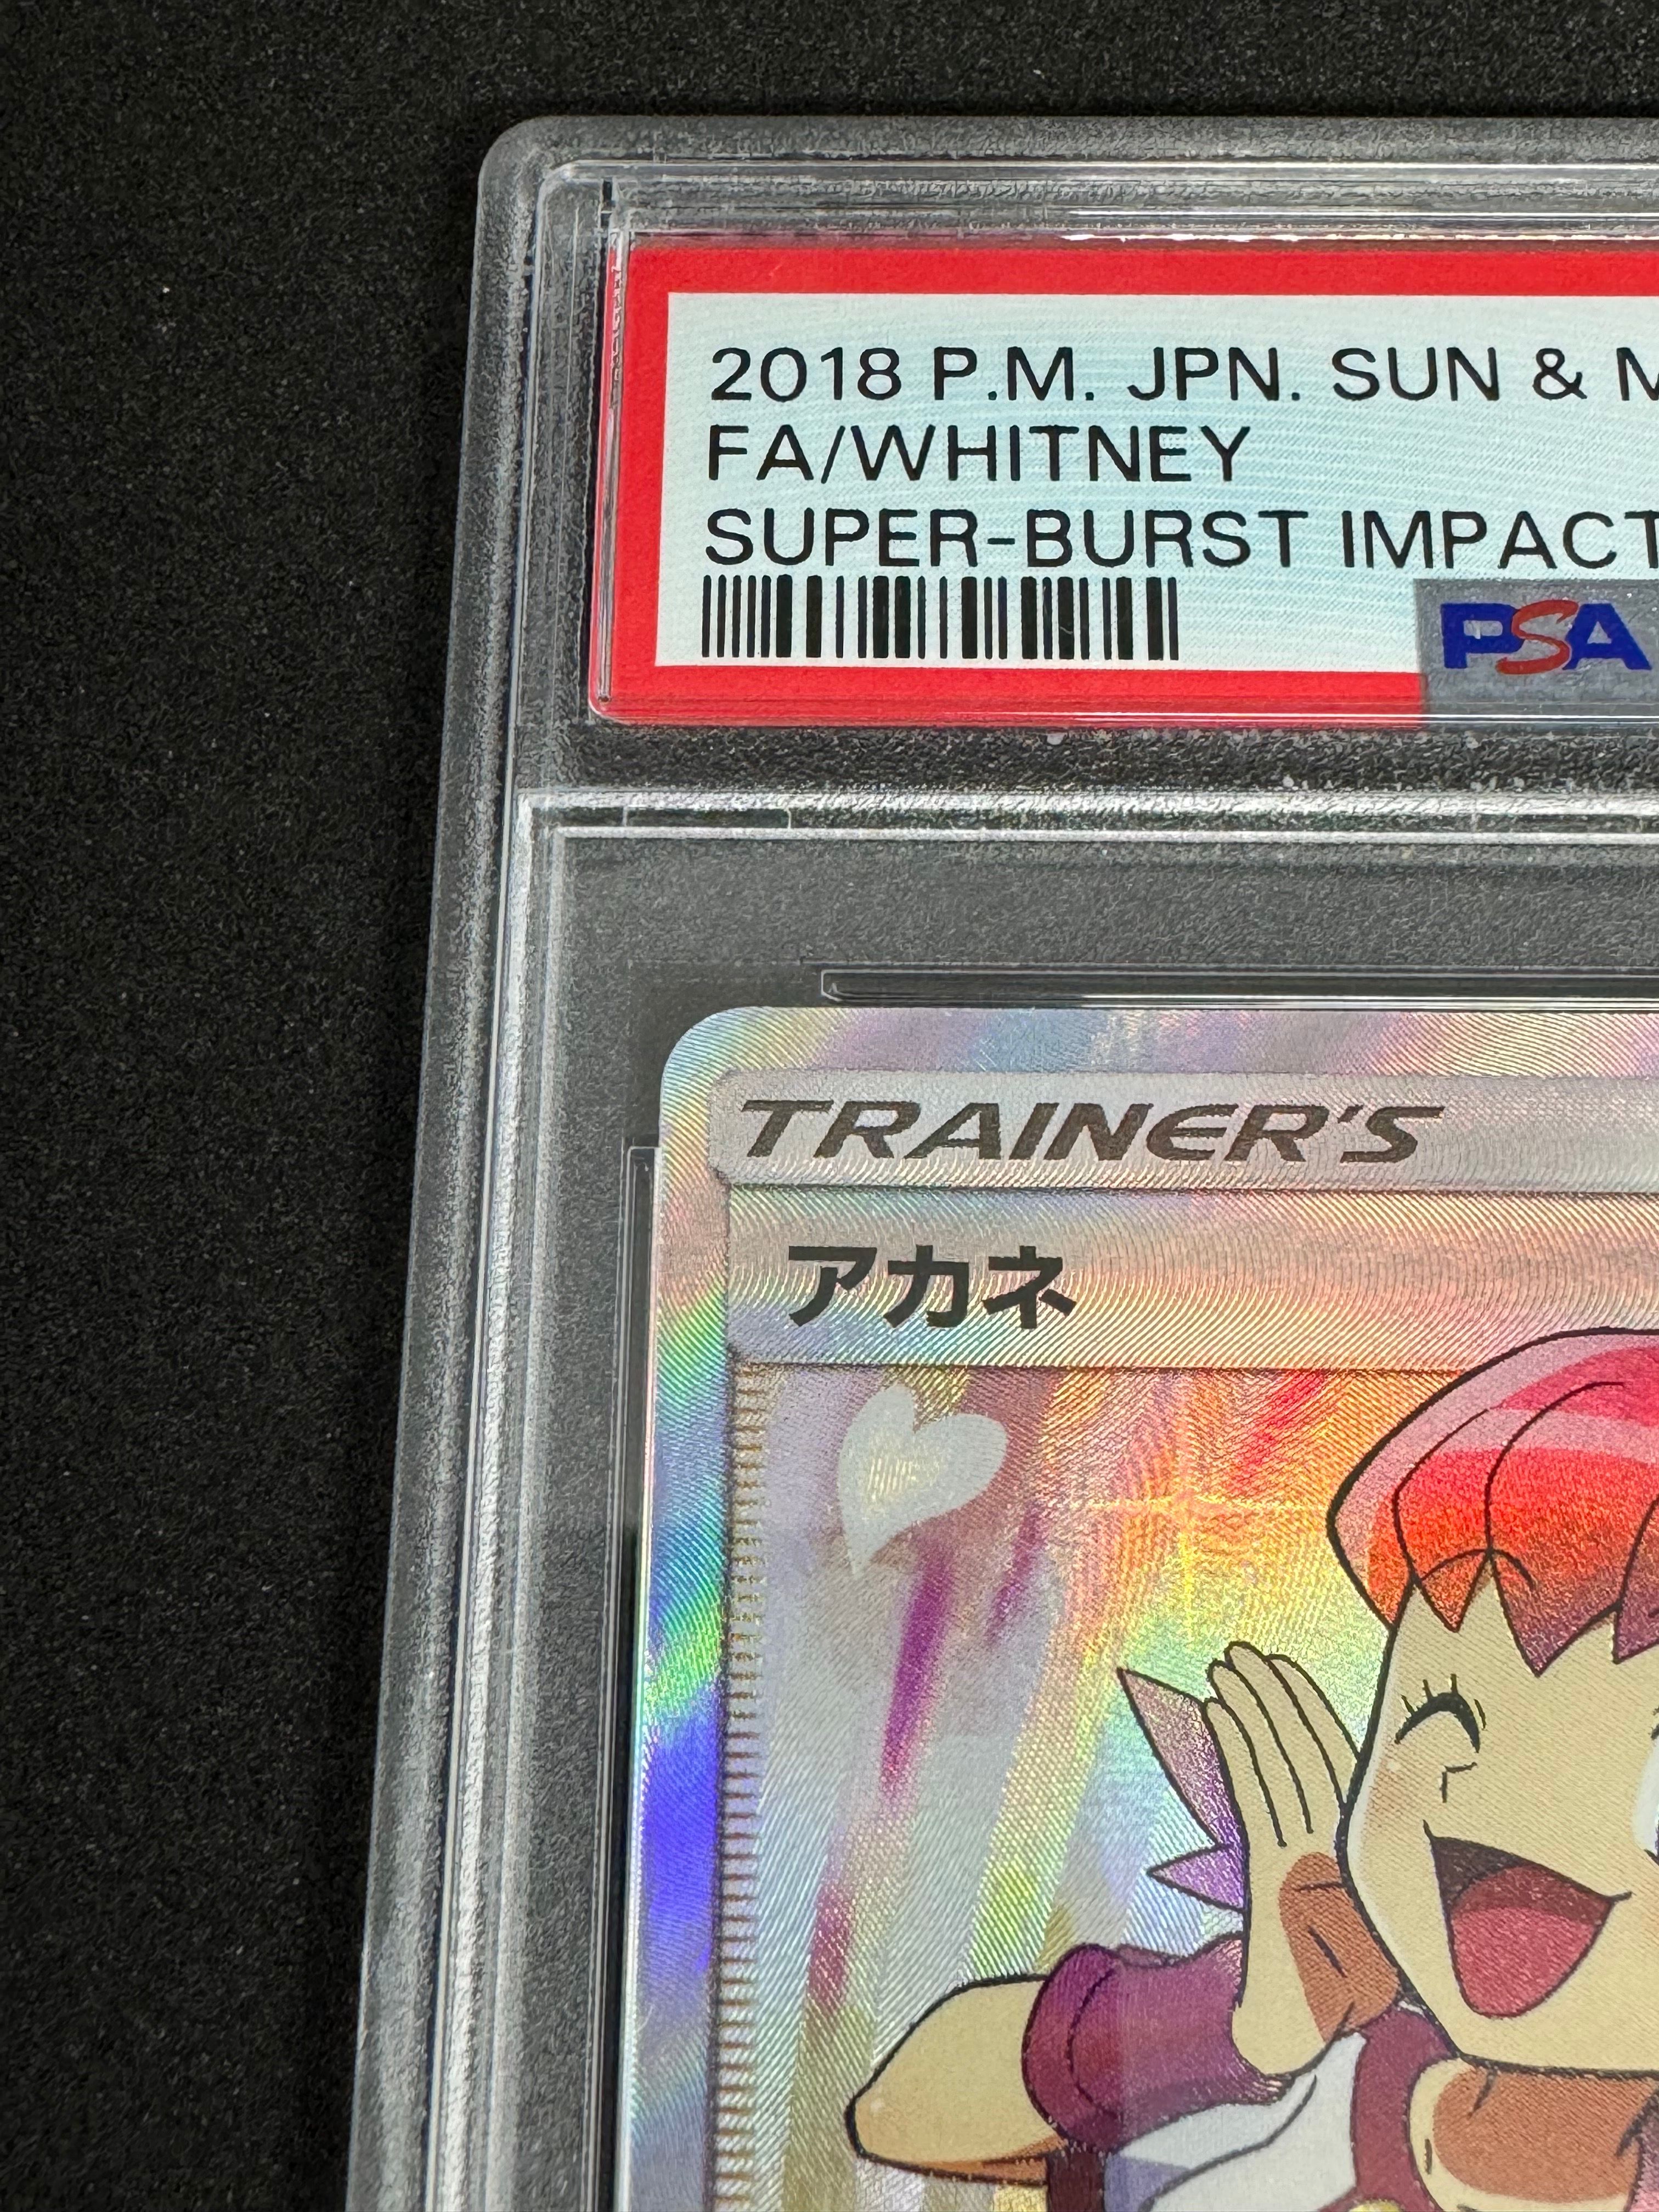 2018 P.M. JPN. SUN & M
FA/WHITNEY
SUPER-BURST IMPACT
PSA
TRAINER'S
アカネ